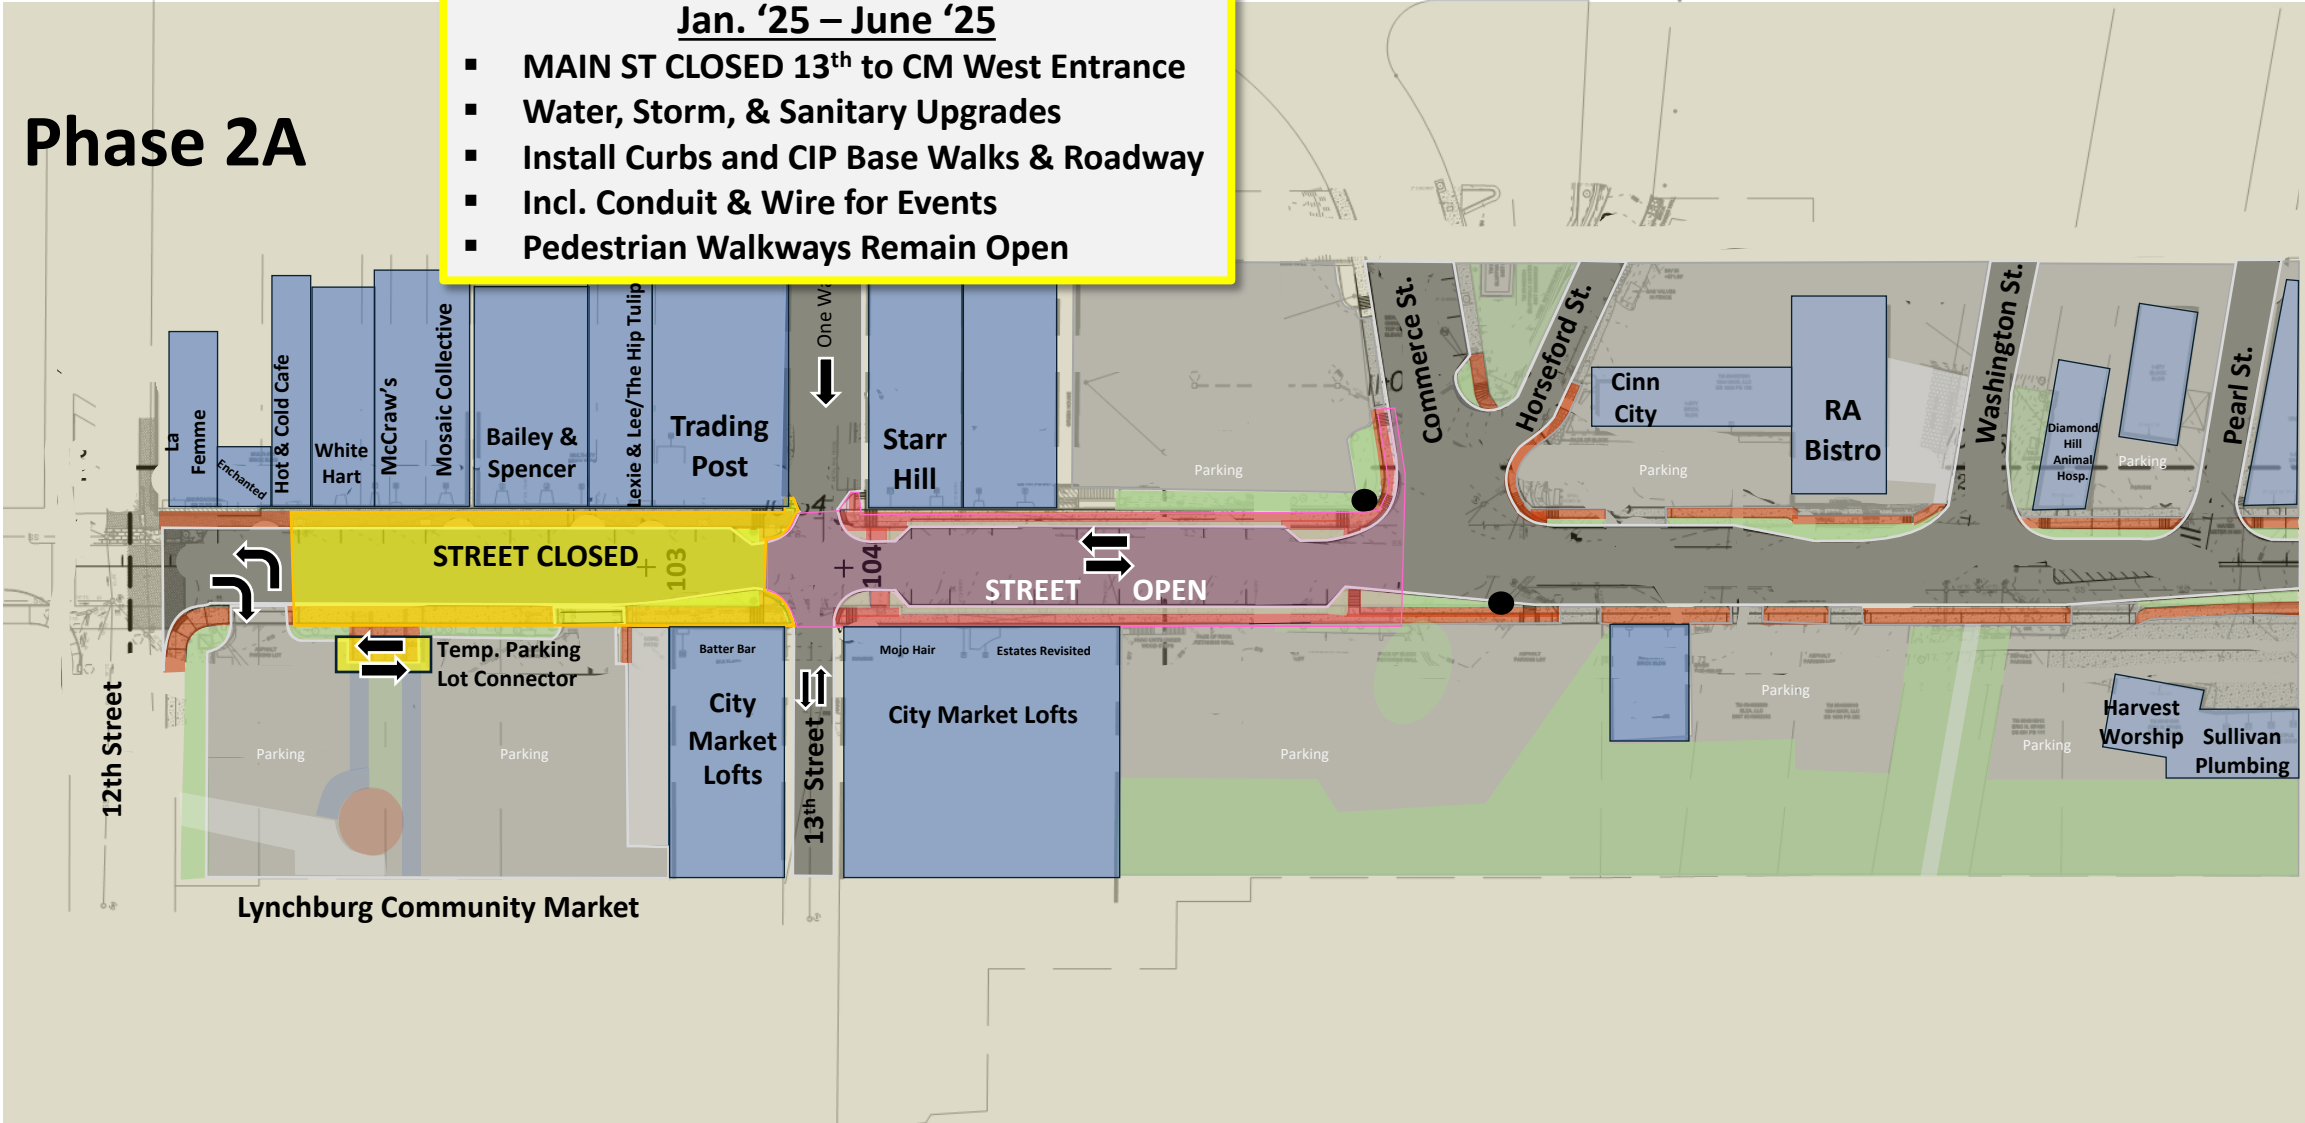 Jan. ‘25 – June ‘25
▪ MAIN ST CLOSED 13th to CM West Entrance
▪ Water, Storm, & Sanitary Upgrades
▪ Install Curbs and CIP Base Walks & Roadway
▪ Incl. Conduit & Wire for Events
▪ Pedestrian Walkways Remain Open
Phase 2A
La
Femme
Enchanted
Hot & Cold Cafe
White
Hart
McCraw’s
Mosaic Collective
Bailey &
Spencer
Lexie & Lee/The Hip Tulip
Trading
Post
One Wa
Starr
Hill
Parking
Commerce St.
Horseford St.
Cinn
City
Parking
RA
Bistro
Washington St.
Diamond
Hill
Animal
Hosp.
Parking
Pearl St.
STREET CLOSED
103
104
STREET OPEN
Temp. Parking
Lot Connector
Batter Bar
City
Market
Lofts
13th Street
Mojo Hair
Estates Revisited
City Market Lofts
12th Street
Parking
Parking
Parking
Parking
Parking
Harvest
Worship
Sullivan
Plumbing
Lynchburg Community Market